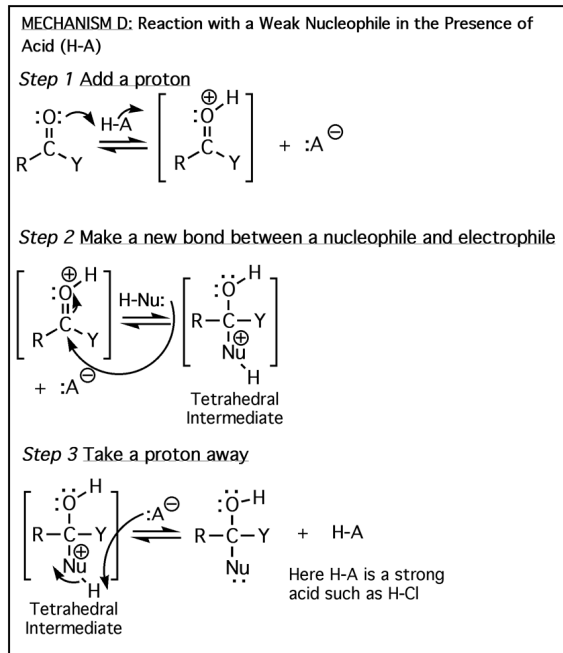 MECHANISM D: Reaction with a Weak Nucleophile in the Presence of
Acid (H-A)
Step 1 Add a proton
:O: H-A ⊕ H
:O
C C + :A⊖
R Y R Y
Step 2 Make a new bond between a nucleophile and electrophile
⊕ H H
:O H-Nu: :O
C R–C–Y
R Y Nu ⊕
+ :A⊖ H
Tetrahedral
Intermediate
Step 3 Take a proton away
H
:O :A⊖ :O–H
R–C–Y R–C–Y + H-A
⊕
Nu Nu
H
Here H-A is a strong
acid such as H-Cl
Tetrahedral
Intermediate